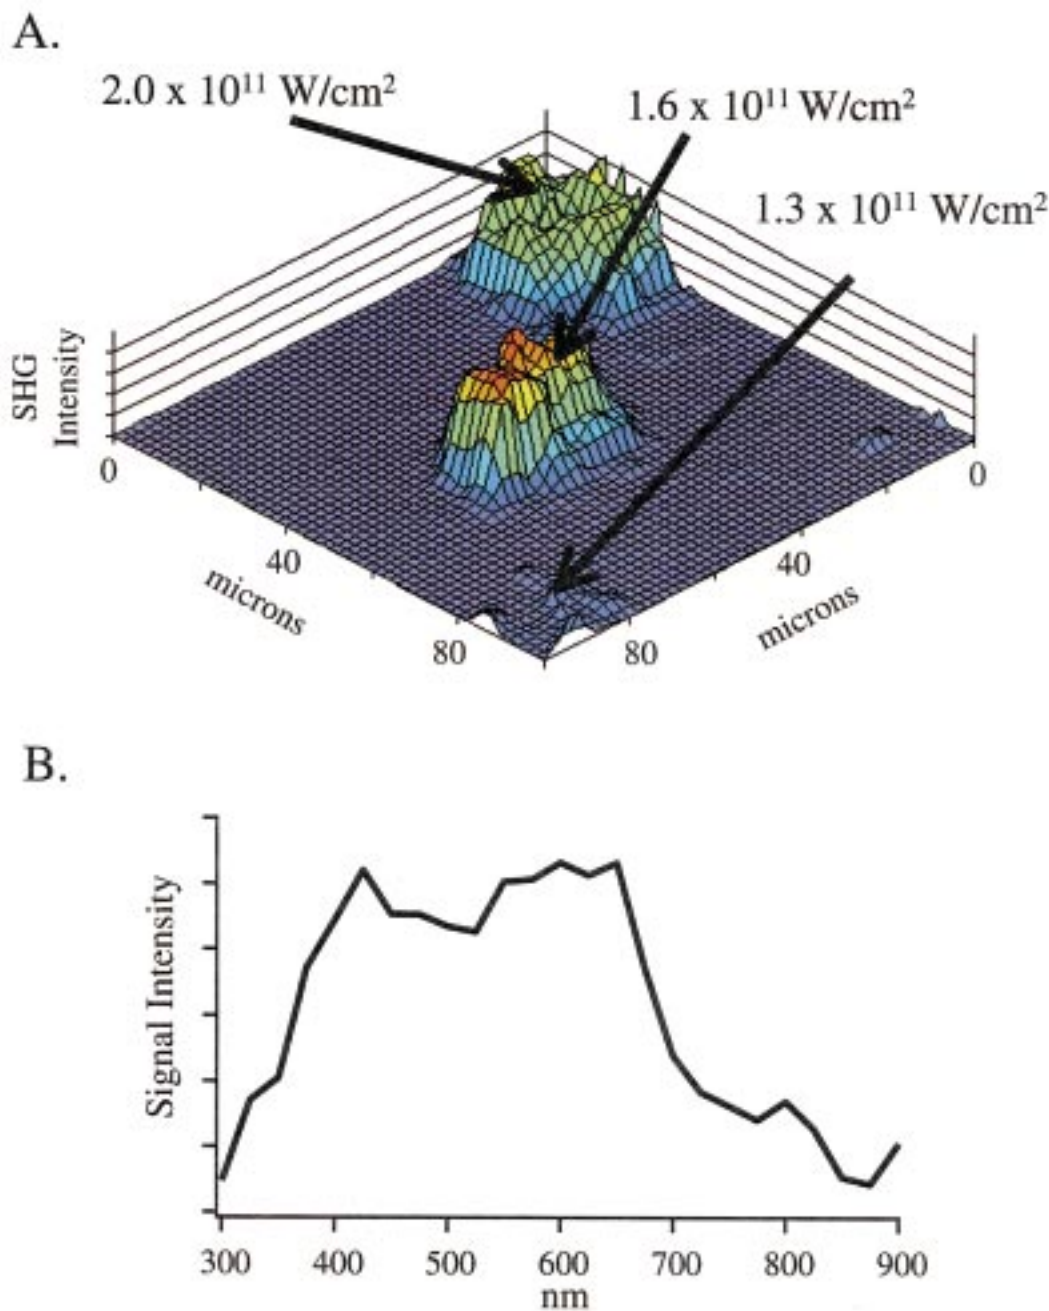 A.
2.0 x 10¹¹ W/cm²
1.6 x 10¹¹ W/cm²
1.3 x 10¹¹ W/cm²
SHG
Intensity
0
0
40
40
microns
microns
80
80
B.
Signal Intensity
300 400 500 600 700 800 900
nm